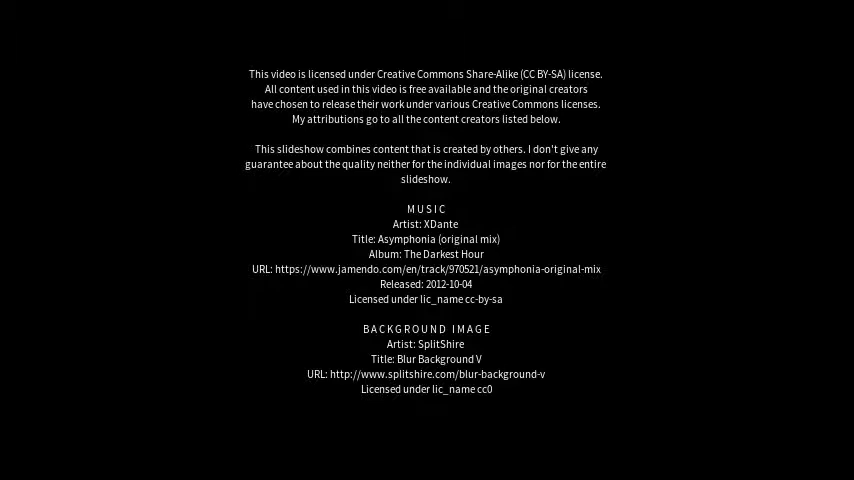 This video is licensed under Creative Commons Share-Alike (CC BY-SA) license.
All content used in this video is free available and the original creators
have chosen to release their work under various Creative Commons licenses.
My attributions go to all the content creators listed below.
This slideshow combines content that is created by others. I don't give any
guarantee about the quality neither for the individual images nor for the entire
slideshow.
MUSIC
Artist: XDante
Title: Asymphonia (original mix)
Album: The Darkest Hour
URL: https://www.jamendo.com/en/track/970521/asymphonia-original-mix
Released: 2012-10-04
Licensed under lic_name cc-by-sa
BACKGROUND IMAGE
Artist: SplitShire
Title: Blur Background V
URL: http://www.splitshire.com/blur-background-v
Licensed under lic_name cc0